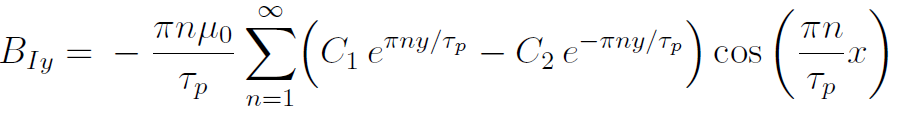 $B_{Iy} = -\frac{\pi n \mu_0}{\tau_p} \sum_{n=1}^{\infty} \left( C_1 \, e^{\pi n y/\tau_p} - C_2 \, e^{-\pi n y/\tau_p} \right) \cos \left( \frac{\pi n}{\tau_p} x \right)$